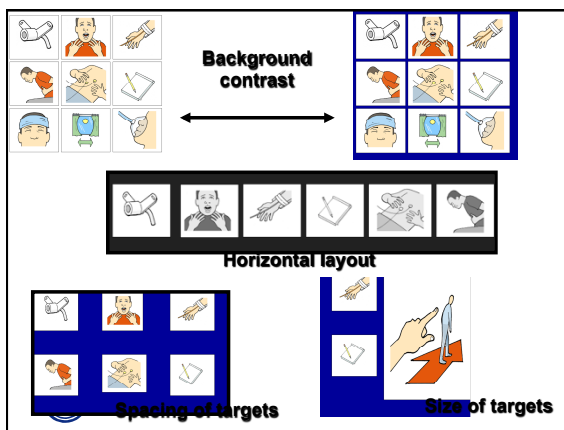 Background
contrast
Horizontal layout
Spacing of targets
Size of targets